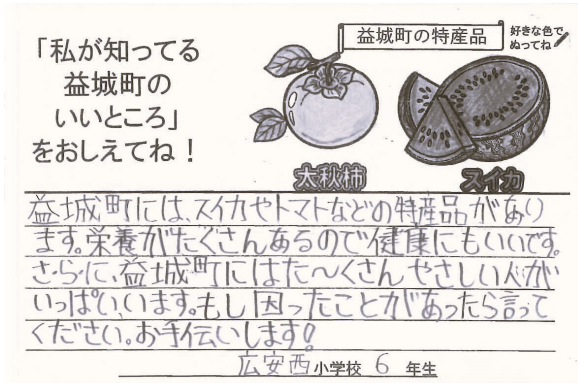 「私が知ってる
益城町の
いいところ」
をおしえてね！
益城町の特産品
好きな色で
ぬってね
太秋柿
スイカ
益城町には、スイカやトマトなどの特産品があり
ます。栄養がたくさんあるので健康にもいいです。
さらに、益城町にはた～くさんやさしい人が
いっぱいいます。もし困ったことがあったら言って
ください。お手伝いします！
広安西小学校 6 年生